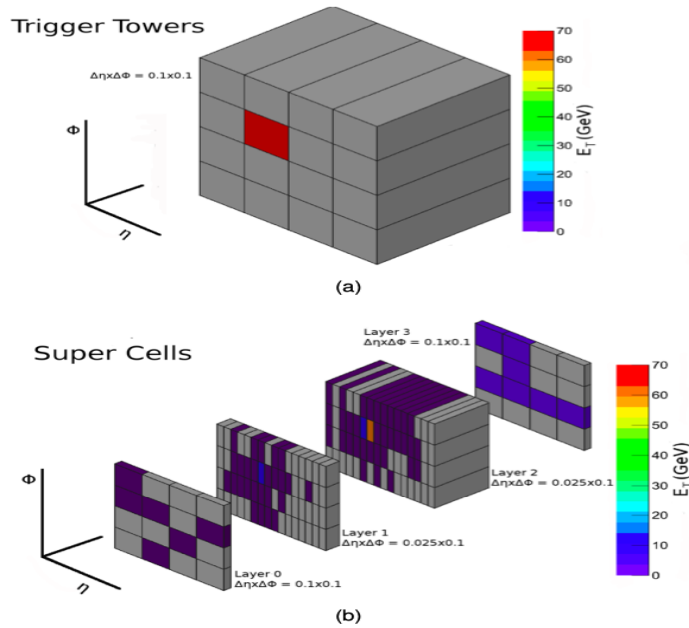 Trigger Towers
ΔηxΔΦ = 0.1x0.1
Φ
η
70
60
50
40
30
20
10
0
E_T (GeV)
(a)
Super Cells
Layer 3
ΔηxΔΦ = 0.1x0.1
Layer 2
ΔηxΔΦ = 0.025x0.1
Layer 1
ΔηxΔΦ = 0.025x0.1
Layer 0
ΔηxΔΦ = 0.1x0.1
Φ
η
70
60
50
40
30
20
10
0
E_T (GeV)
(b)